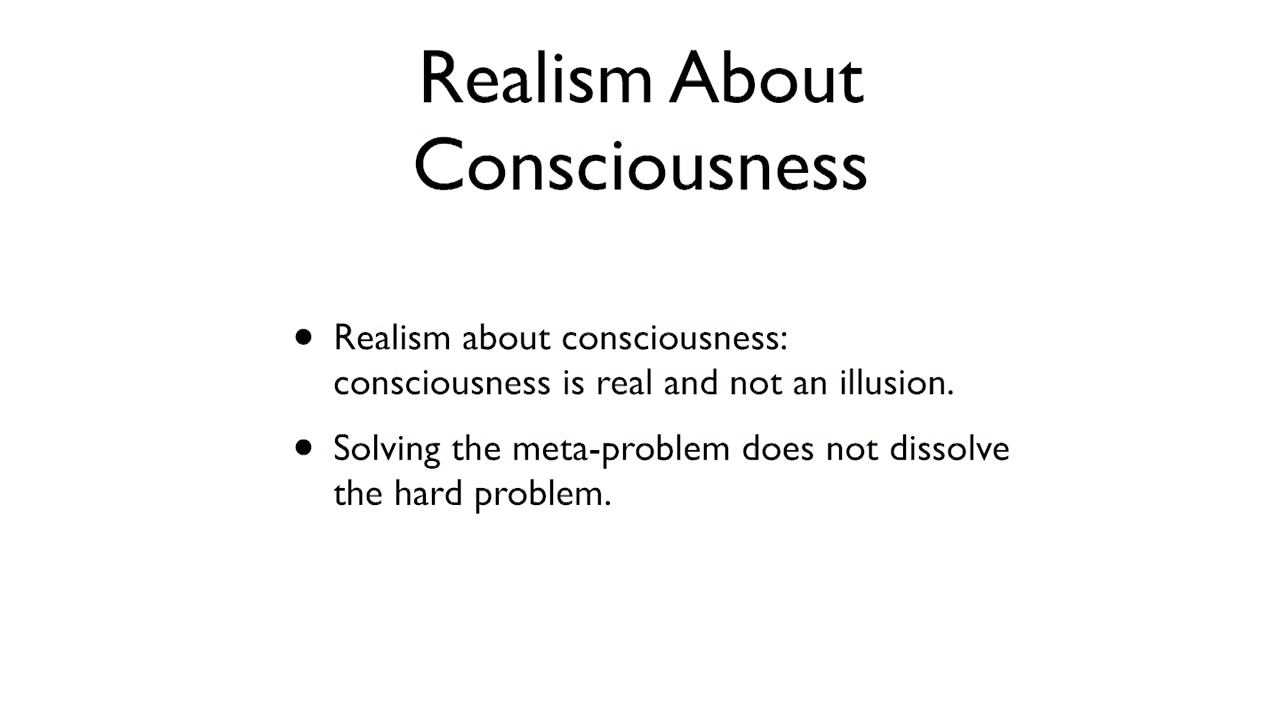 Realism About
Consciousness
• Realism about consciousness:
consciousness is real and not an illusion.
• Solving the meta-problem does not dissolve
the hard problem.